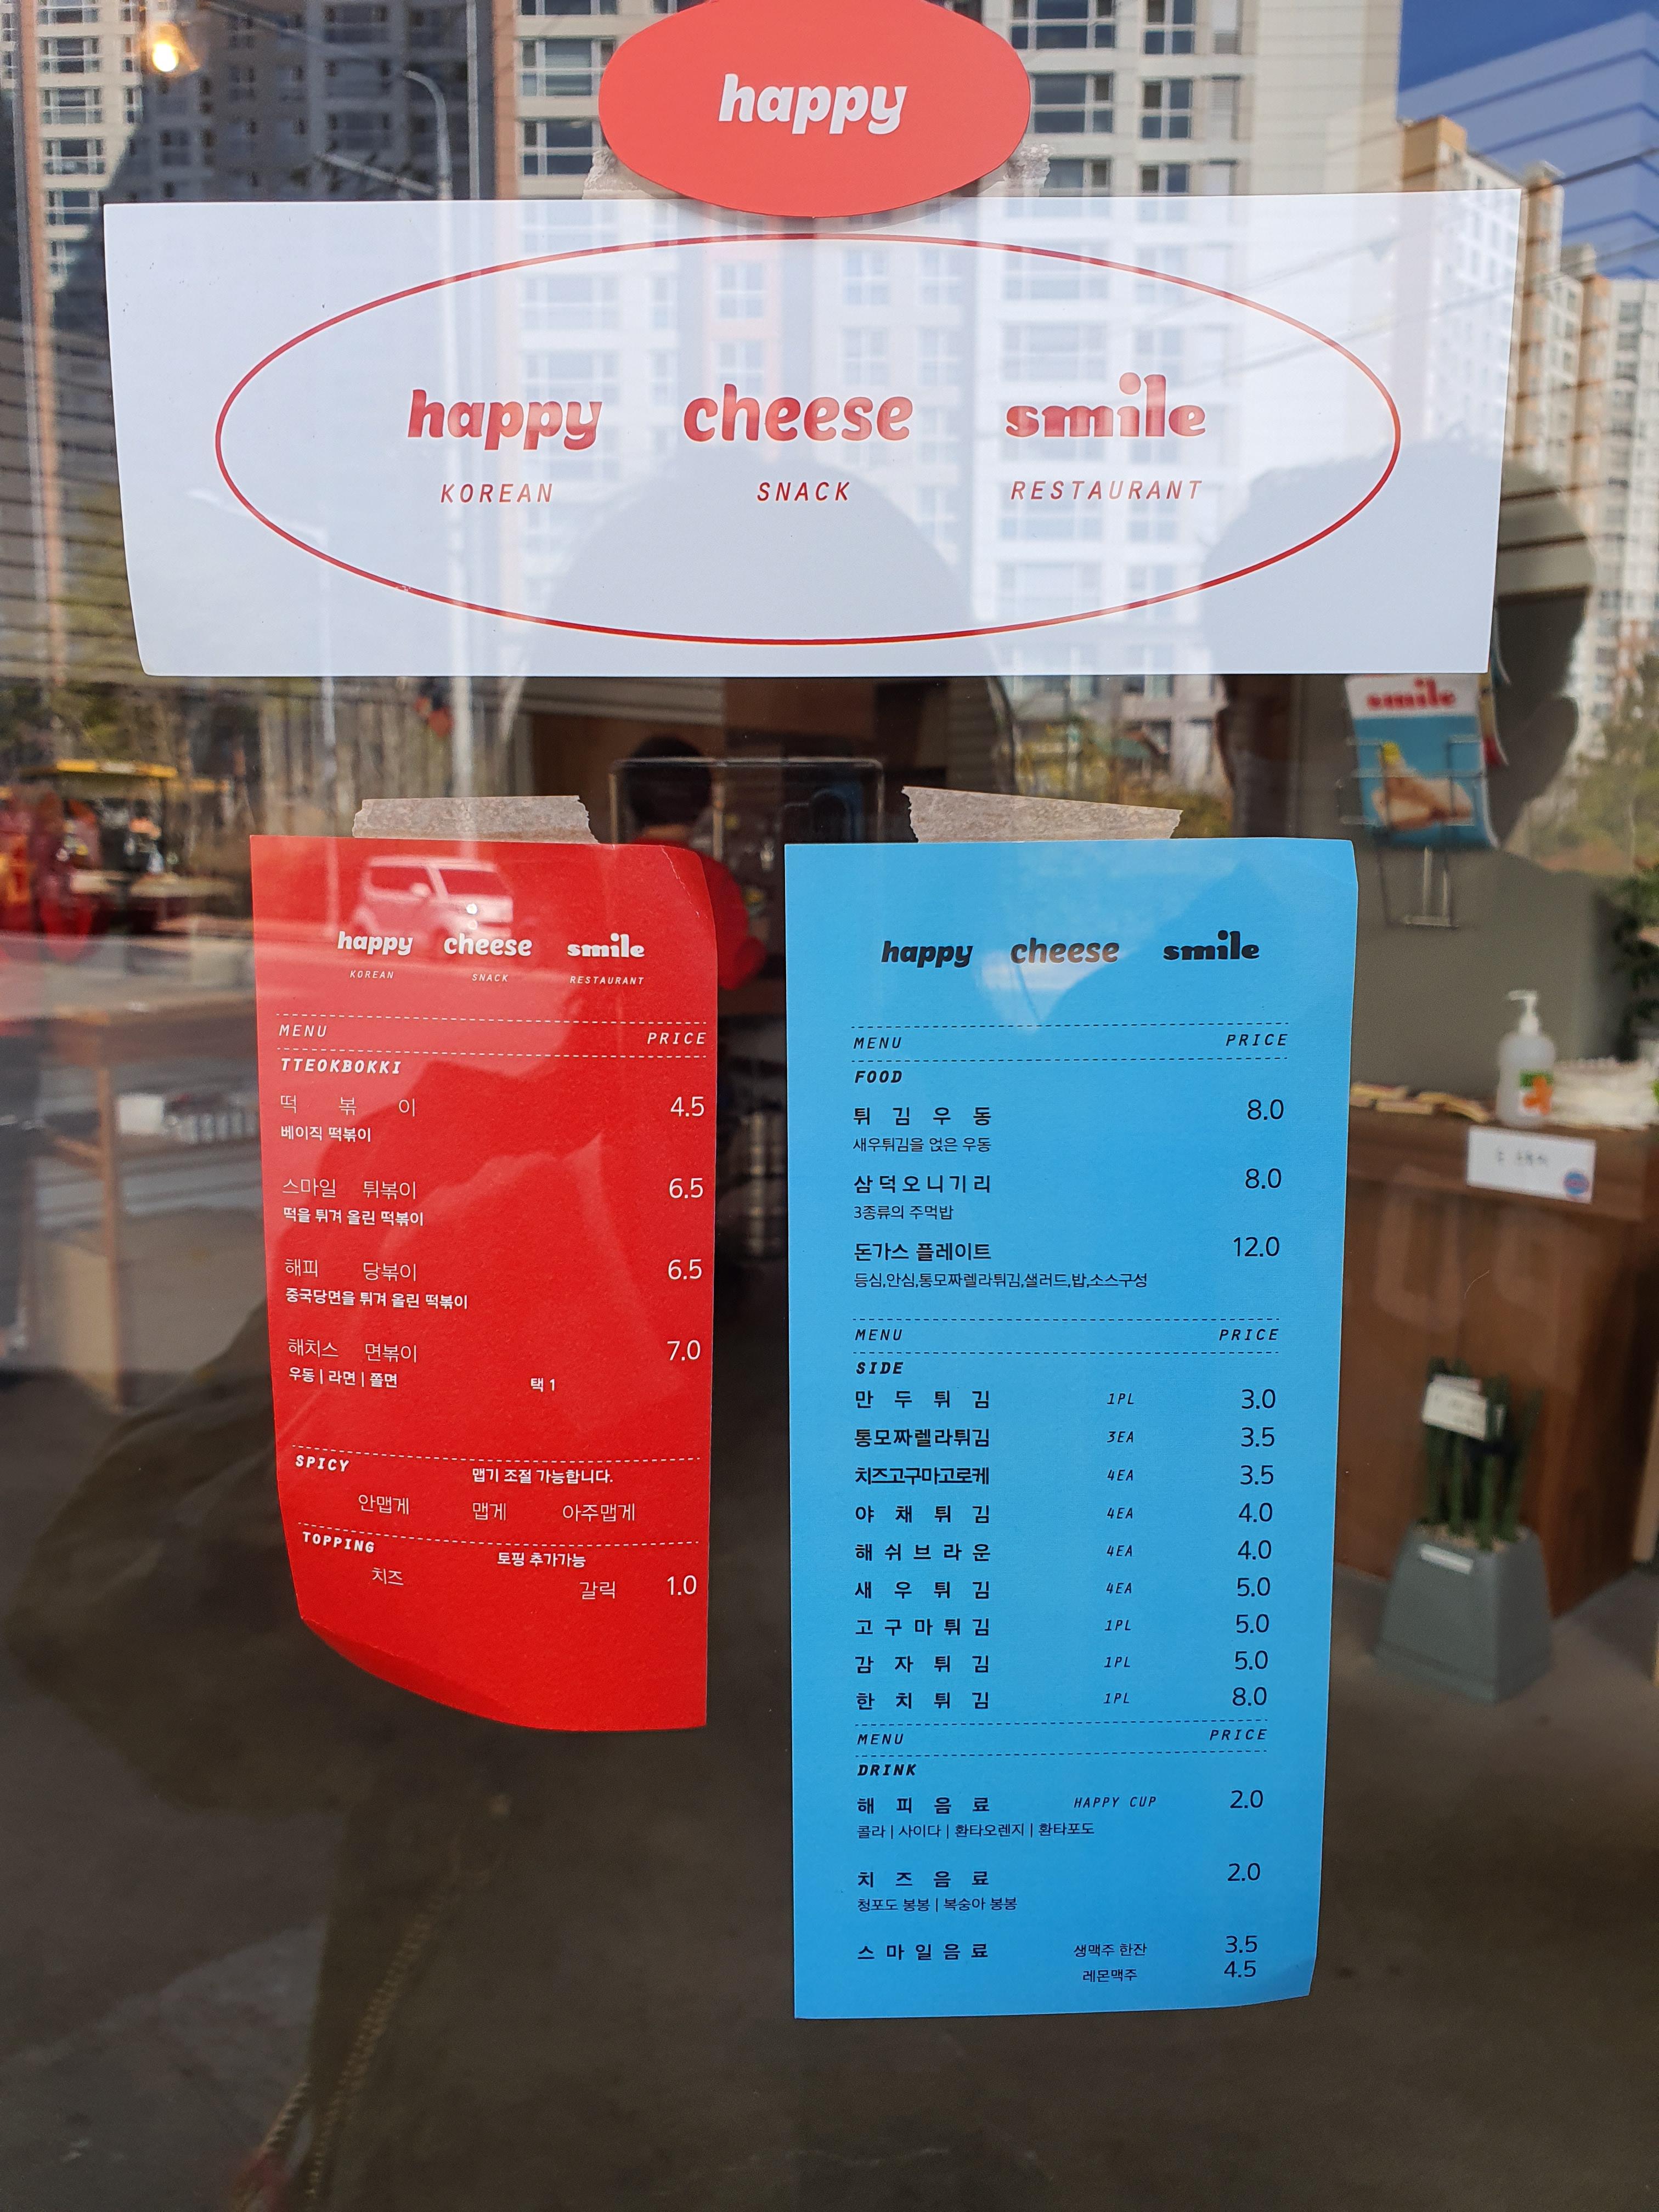 happy
happy cheese smile
KOREAN SNACK RESTAURANT
smile
happy cheese smile
KOREAN SNACK RESTAURANT
MENU PRICE
TTEOKBOKKI
떡 볶 이 4.5
베이직 떡볶이
스마일 튀볶이 6.5
떡을 튀겨 올린 떡볶이
해피 당볶이 6.5
중국당면을 튀겨 올린 떡볶이
해치스 면볶이 7.0
우동 | 라면 | 쫄면 택 1
SPICY 맵기 조절 가능합니다.
안맵게 맵게 아주맵게
TOPPING 토핑 추가가능
치즈 갈릭 1.0
happy cheese smile
MENU PRICE
FOOD
튀 김 우 동 8.0
새우튀김을 얹은 우동
삼 덕 오 니 기 리 8.0
3종류의 주먹밥
돈가스 플레이트 12.0
등심,안심,통모짜렐라튀김,샐러드,밥,소스구성
MENU PRICE
SIDE
만 두 튀 김 1PL 3.0
통모짜렐라튀김 3EA 3.5
치즈고구마고로케 4EA 3.5
야 채 튀 김 4EA 4.0
해 쉬 브 라 운 4EA 4.0
새 우 튀 김 4EA 5.0
고 구 마 튀 김 1PL 5.0
감 자 튀 김 1PL 5.0
한 치 튀 김 1PL 8.0
MENU PRICE
DRINK
해 피 음 료 HAPPY CUP 2.0
콜라 | 사이다 | 환타오렌지 | 환타포도
치 즈 음 료 2.0
청포도 봉봉 | 복숭아 봉봉
스 마 일 음 료 생맥주 한잔 3.5
레몬맥주 4.5